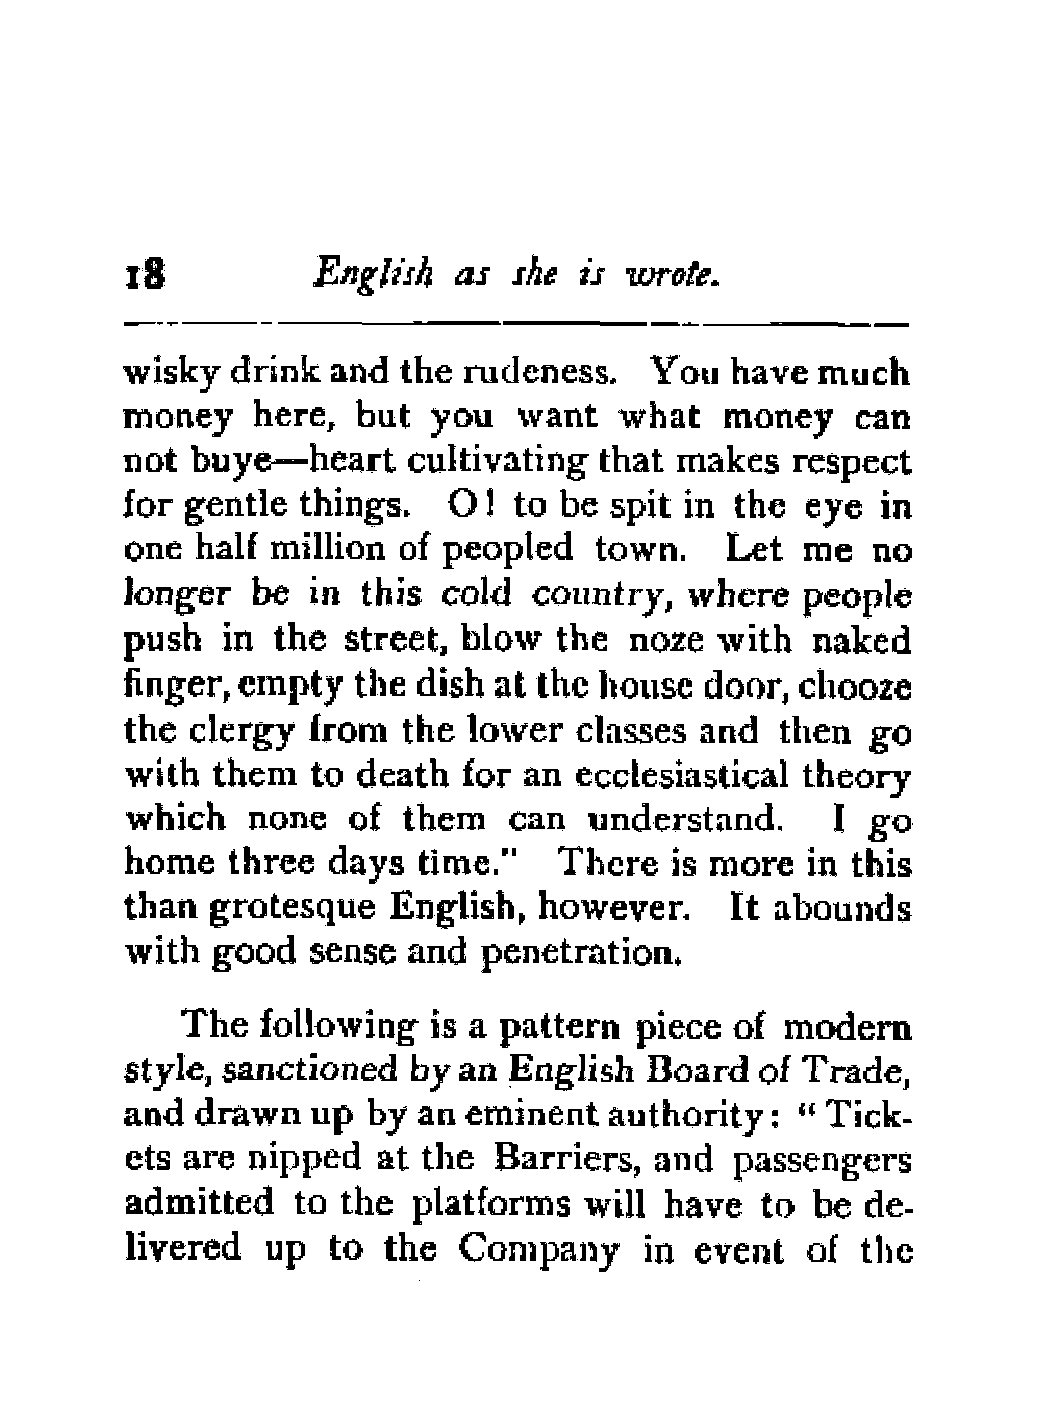 18 English as she is wrote.
wisky drink and the rudeness. You have much
money here, but you want what money can
not buye—heart cultivating that makes respect
for gentle things. O! to be spit in the eye in
one half million of peopled town. Let me no
longer be in this cold country, where people
push in the street, blow the noze with naked
finger, empty the dish at the house door, chooze
the clergy from the lower classes and then go
with them to death for an ecclesiastical theory
which none of them can understand. I go
home three days time." There is more in this
than grotesque English, however. It abounds
with good sense and penetration.
The following is a pattern piece of modern
style, sanctioned by an English Board of Trade,
and drawn up by an eminent authority: "Tick-
ets are nipped at the Barriers, and passengers
admitted to the platforms will have to be de-
livered up to the Company in event of the